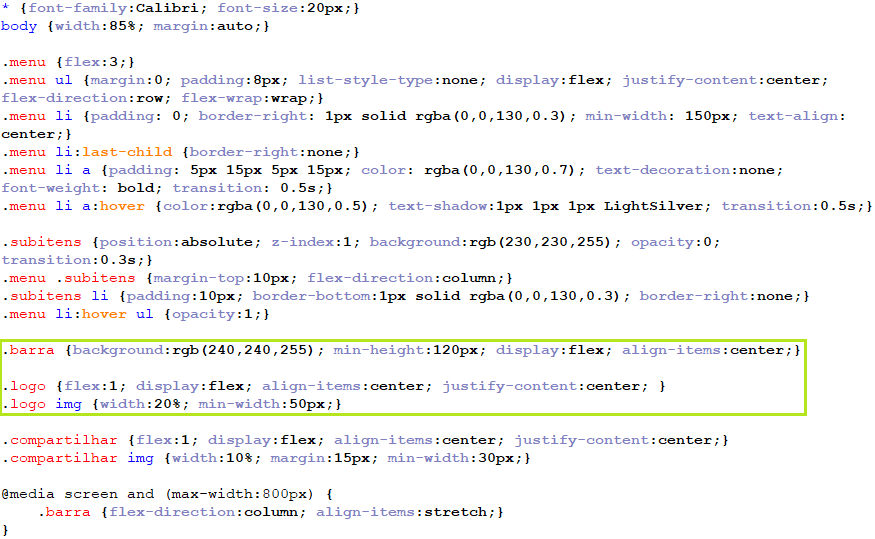 * {font-family:Calibri; font-size:20px;}
body {width:85%; margin:auto;}
.menu {flex:3;}
.menu ul {margin:0; padding:8px; list-style-type:none; display:flex; justify-content:center;
flex-direction:row; flex-wrap:wrap;}
.menu li {padding: 0; border-right: 1px solid rgba(0,0,130,0.3); min-width: 150px; text-align:
center;}
.menu li:last-child {border-right:none;}
.menu li a {padding: 5px 15px 5px 15px; color: rgba(0,0,130,0.7); text-decoration:none;
font-weight: bold; transition: 0.5s;}
.menu li a:hover {color:rgba(0,0,130,0.5); text-shadow:1px 1px 1px LightSilver; transition:0.5s;}
.subitens {position:absolute; z-index:1; background:rgb(230,230,255); opacity:0;
transition:0.3s;}
.menu .subitens {margin-top:10px; flex-direction:column;}
.subitens li {padding:10px; border-bottom:1px solid rgba(0,0,130,0.3); border-right:none;}
.menu li:hover ul {opacity:1;}
.barra {background:rgb(240,240,255); min-height:120px; display:flex; align-items:center;}
.logo {flex:1; display:flex; align-items:center; justify-content:center; }
.logo img {width:20%; min-width:50px;}
.compartilhar {flex:1; display:flex; align-items:center; justify-content:center;}
.compartilhar img {width:10%; margin:15px; min-width:30px;}
@media screen and (max-width:800px) {
    .barra {flex-direction:column; align-items:stretch;}
}